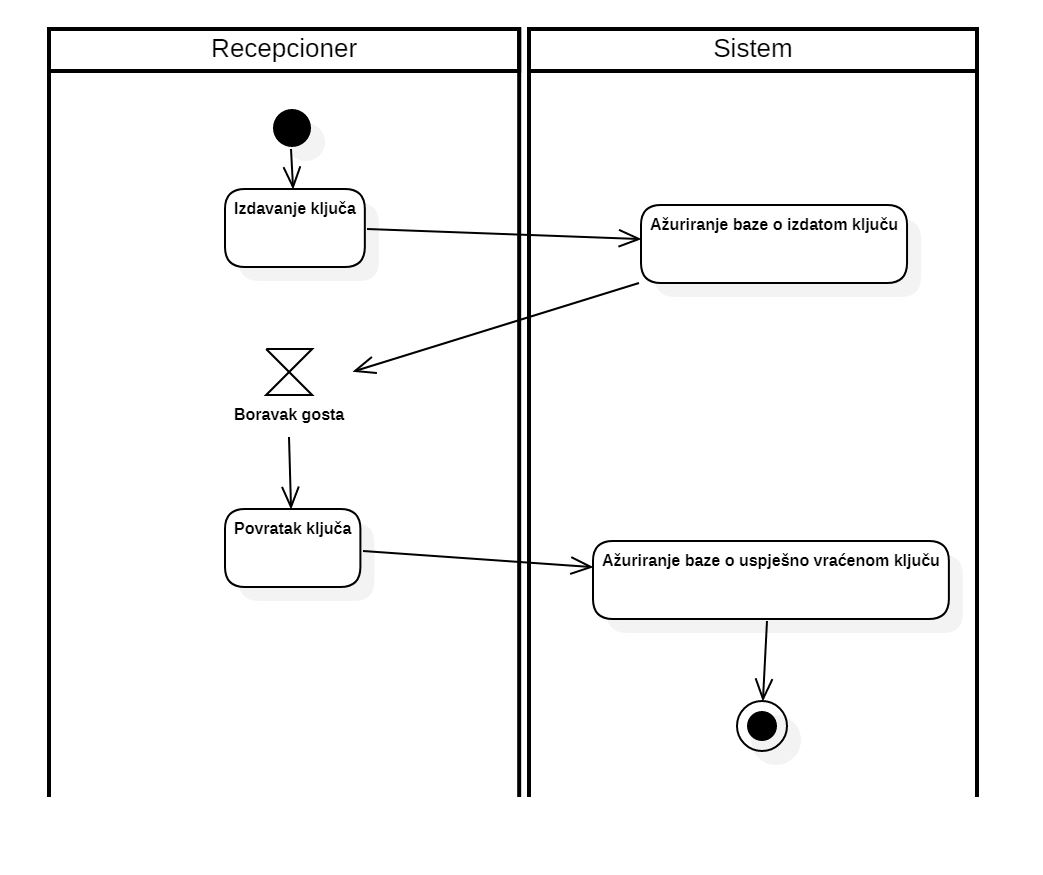 Recepcioner
Sistem
Izdavanje ključa
Ažuriranje baze o izdatom ključu
Boravak gosta
Povratak ključa
Ažuriranje baze o uspješno vraćenom ključu